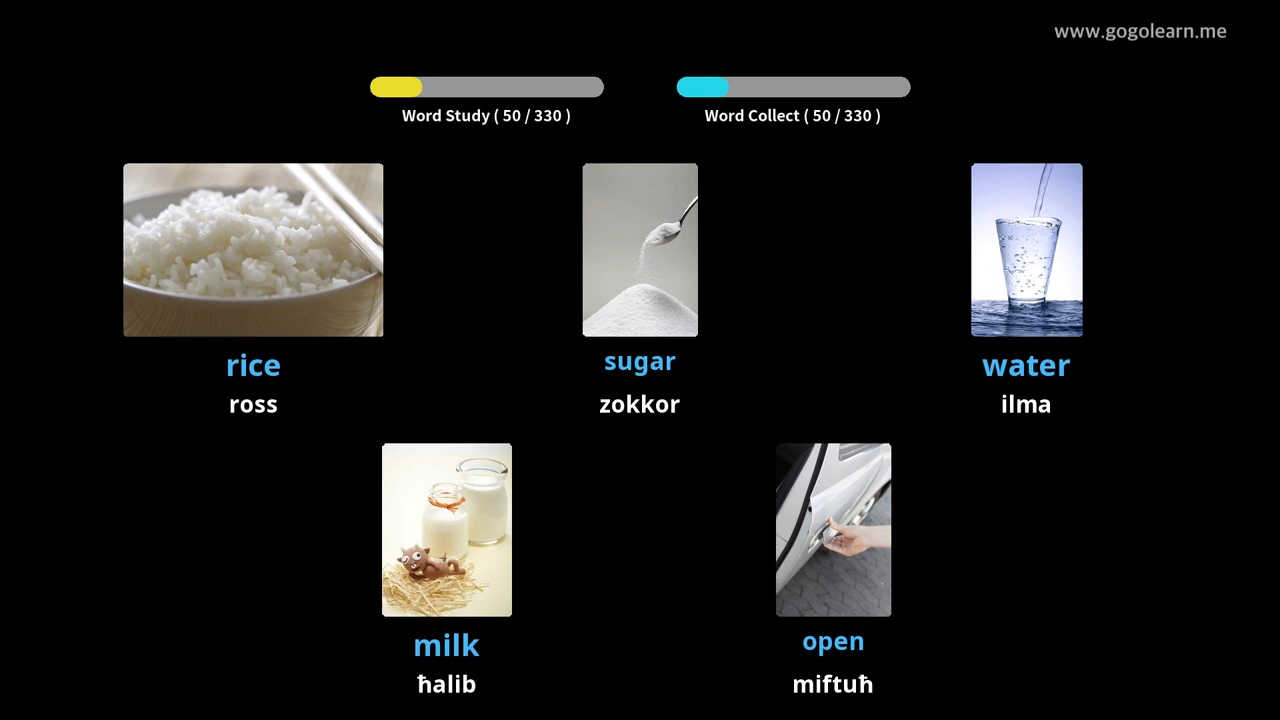 www.gogolearn.me
Word Study ( 50 / 330 )
Word Collect ( 50 / 330 )
rice
ross
sugar
zokkor
water
ilma
milk
ħalib
open
miftuħ